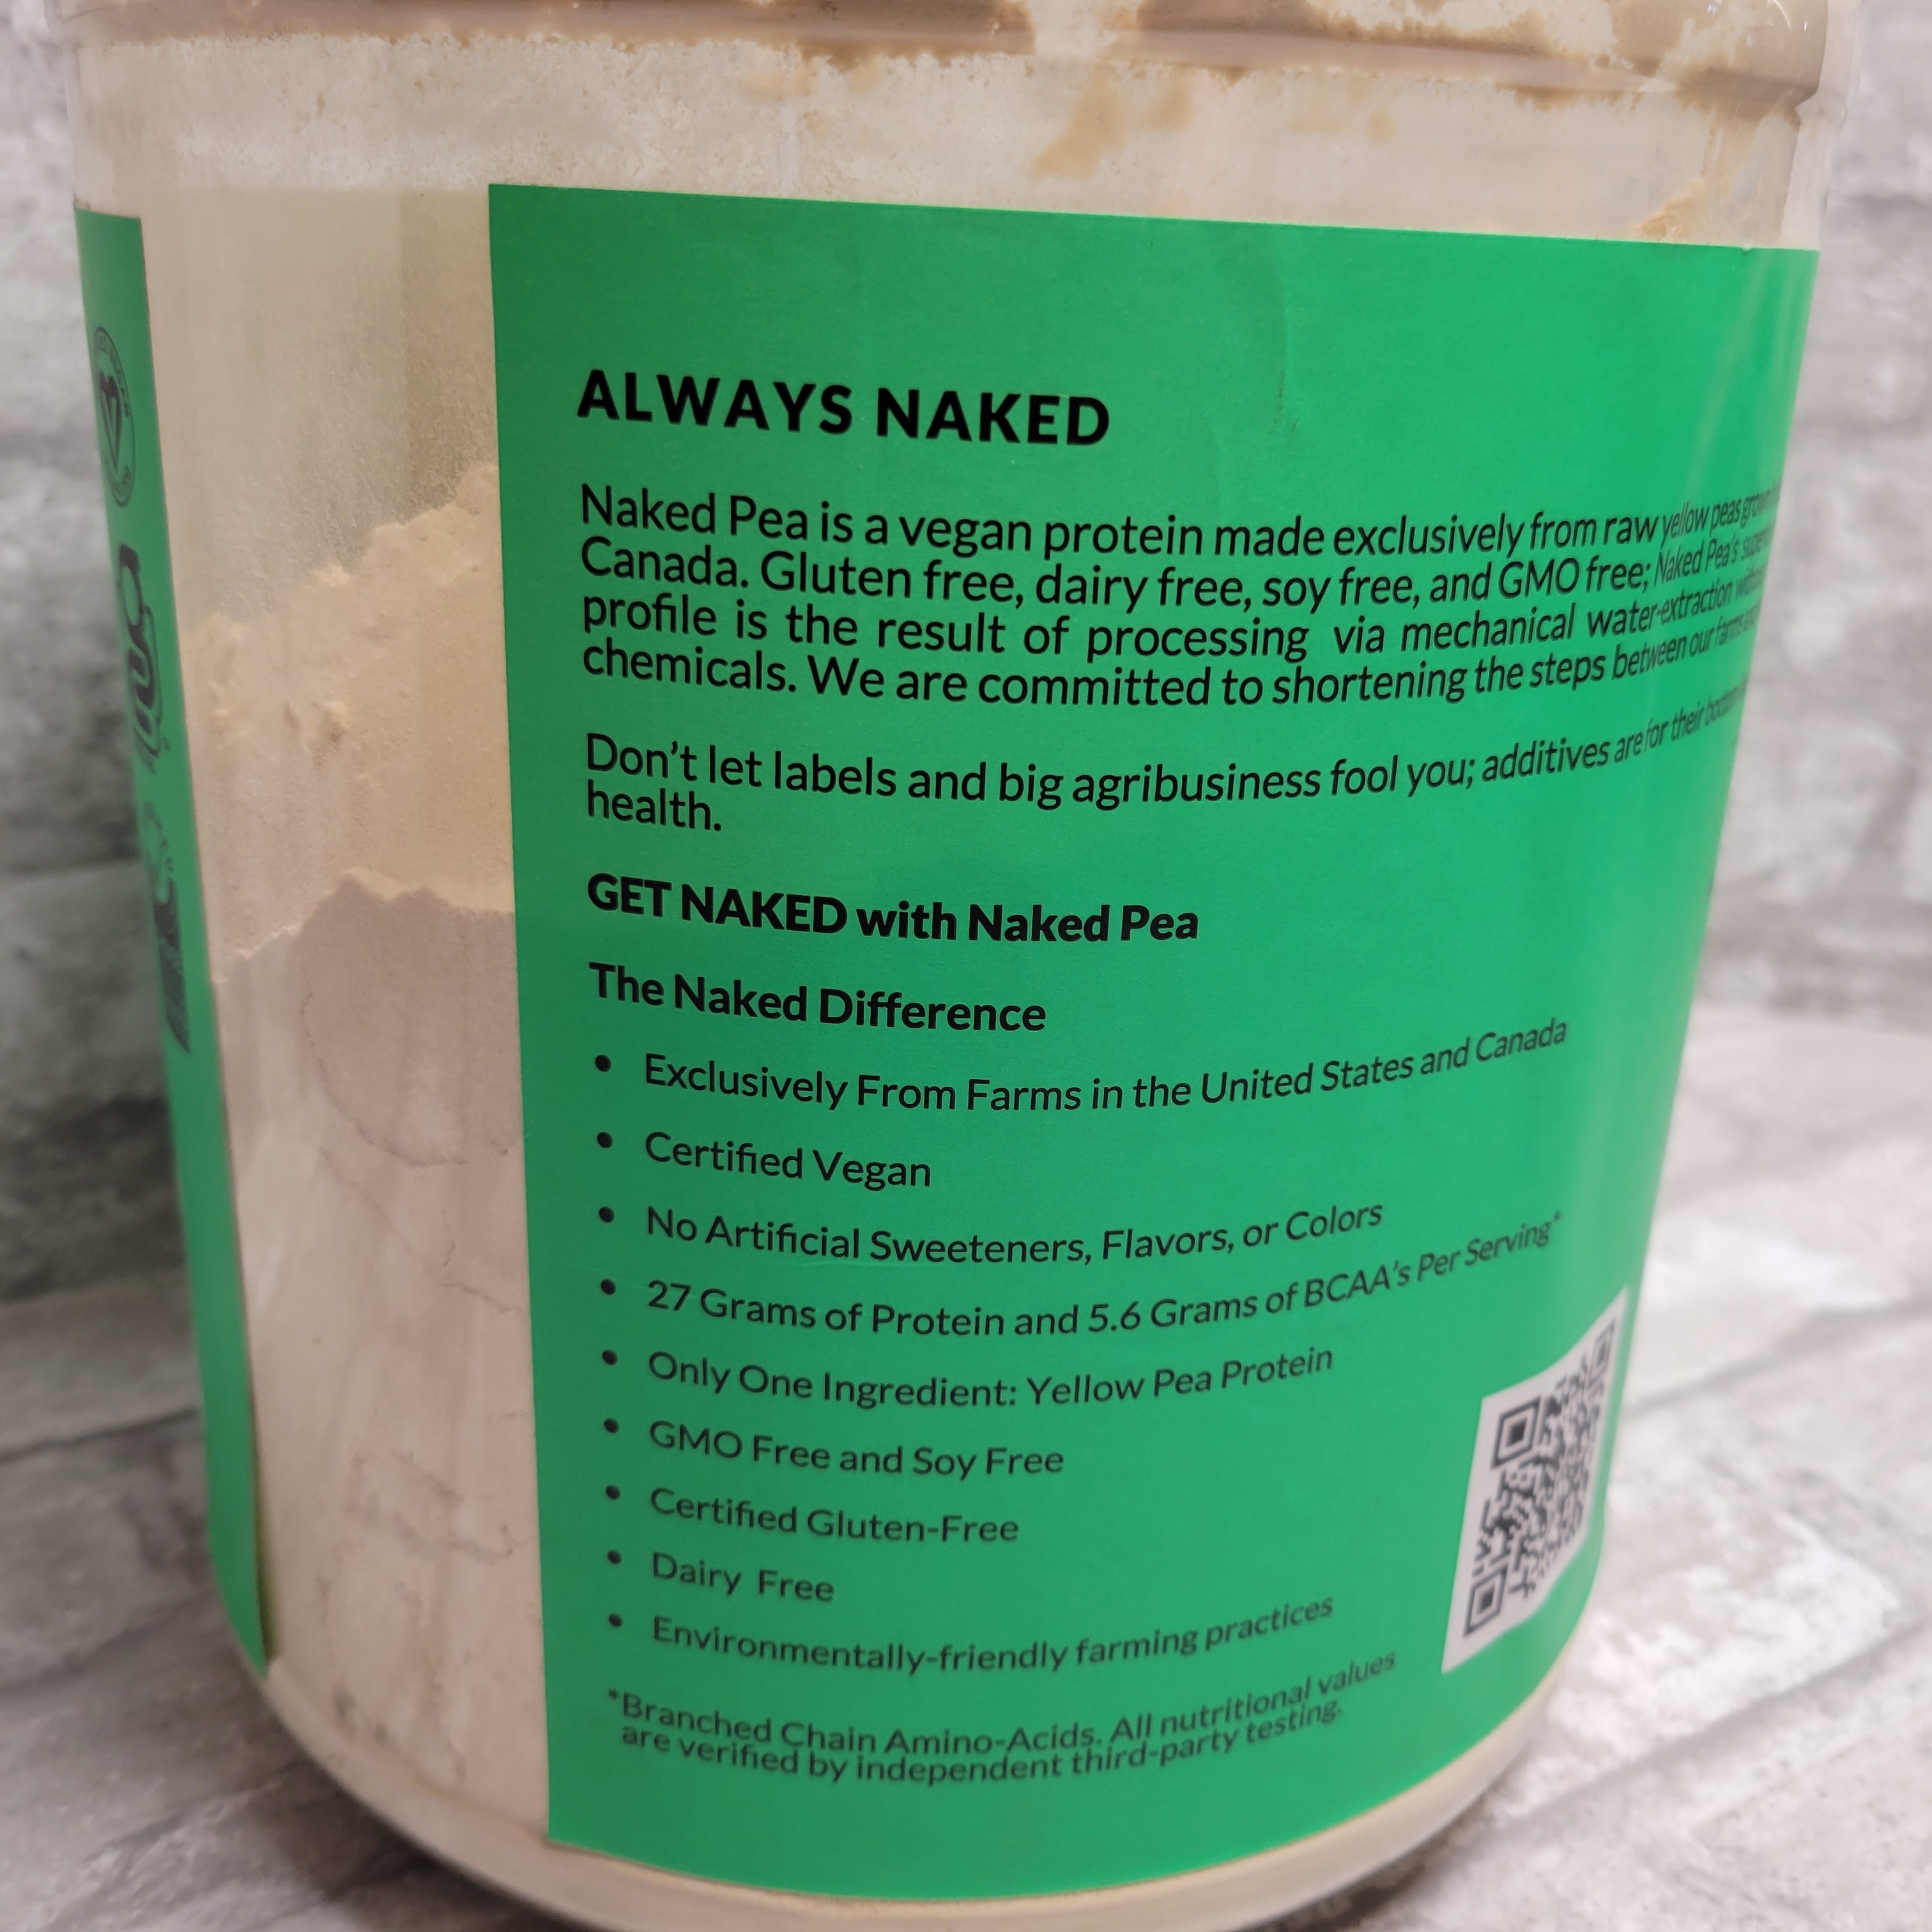 ALWAYS NAKED
Naked Pea is a vegan protein made exclusively from raw yellow peas
Canada. Gluten free, dairy free, soy free, and GMO free; Naked Pea's
profile is the result of processing via mechanical water-extraction
chemicals. We are committed to shortening the steps between our farms
Don't let labels and big agribusiness fool you; additives are for their
health.
GET NAKED with Naked Pea
The Naked Difference
• Exclusively From Farms in the United States and Canada
• Certified Vegan
• No Artificial Sweeteners, Flavors, or Colors
• 27 Grams of Protein and 5.6 Grams of BCAA's Per Serving*
• Only One Ingredient: Yellow Pea Protein
• GMO Free and Soy Free
• Certified Gluten-Free
• Dairy Free
• Environmentally-friendly farming practices
*Branched Chain Amino-Acids. All nutritional values
are verified by independent third-party testing.